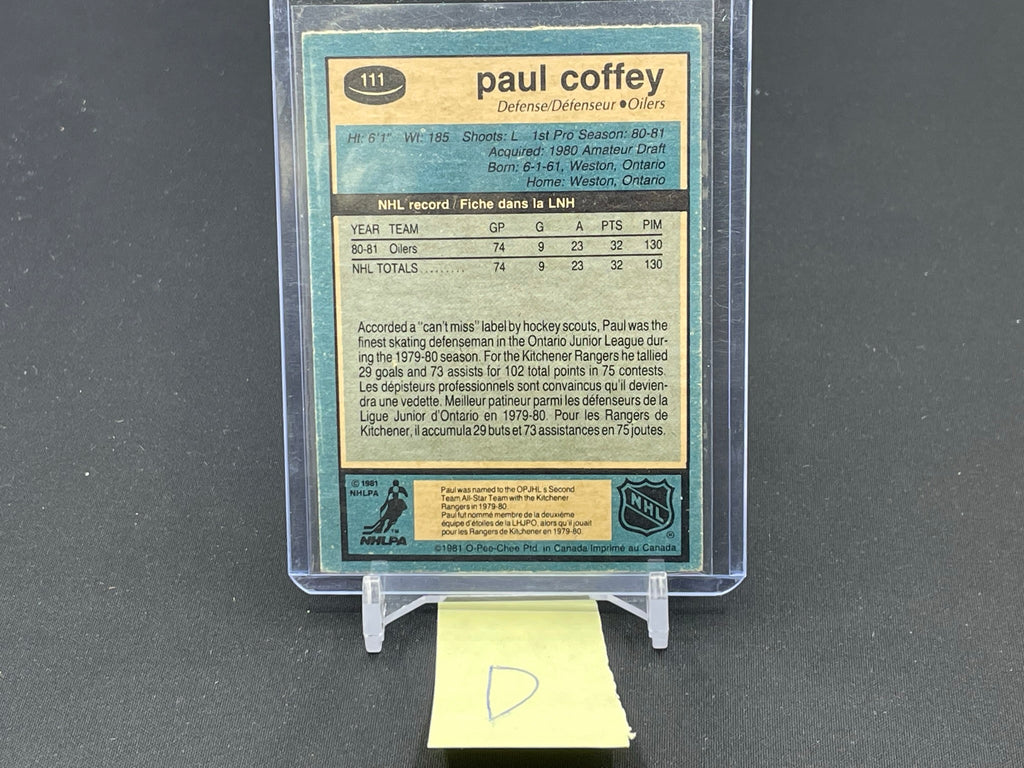 111
paul coffey
Defense/Défenseur ● Oilers
Ht: 6'1" Wt: 185 Shoots: L 1st Pro Season: 80-81
Acquired: 1980 Amateur Draft
Born: 6-1-61, Weston, Ontario
Home: Weston, Ontario
NHL record / Fiche dans la LNH
YEAR TEAM GP G A PTS PIM
80-81 Oilers 74 9 23 32 130
NHL TOTALS ......... 74 9 23 32 130
Accorded a "can't miss" label by hockey scouts, Paul was the
finest skating defenseman in the Ontario Junior League dur-
ing the 1979-80 season. For the Kitchener Rangers he tallied
29 goals and 73 assists for 102 total points in 75 contests.
Les dépisteurs professionnels sont convaincus qu'il devien-
dra une vedette. Meilleur patineur parmi les défenseurs de la
Ligue Junior d'Ontario en 1979-80. Pour les Rangers de
Kitchener, il accumula 29 buts et 73 assistances en 75 joutes.
© 1981
NHLPA
TM
NHLPA
Paul was named to the OPJHL's Second
Team All-Star Team with the Kitchener
Rangers in 1979-80.
Paul fut nommé membre de la deuxième
équipe d'étoiles de la LHJPO, alors qu'il jouait
pour les Rangers de Kitchener en 1979-80.
NHL
®
©1981 O-Pee-Chee Ptd. in Canada Imprimé au Canada
D